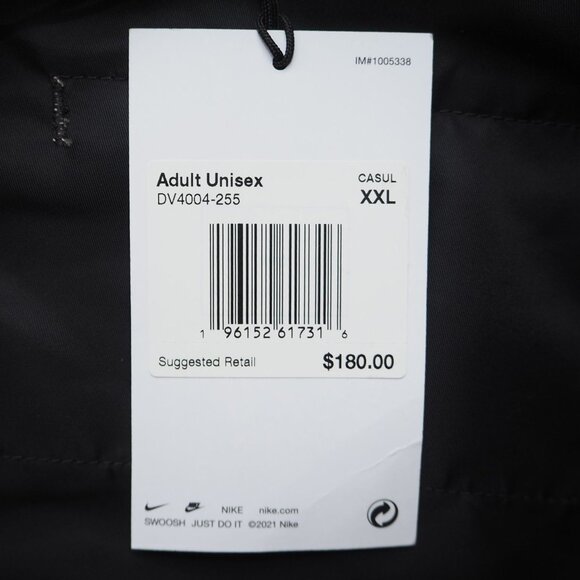 IM#1005338
Adult Unisex CASUL
DV4004-255 XXL
1 96152 61731 6
Suggested Retail $180.00
NIKE nike.com
SWOOSH JUST DO IT ©2021 Nike